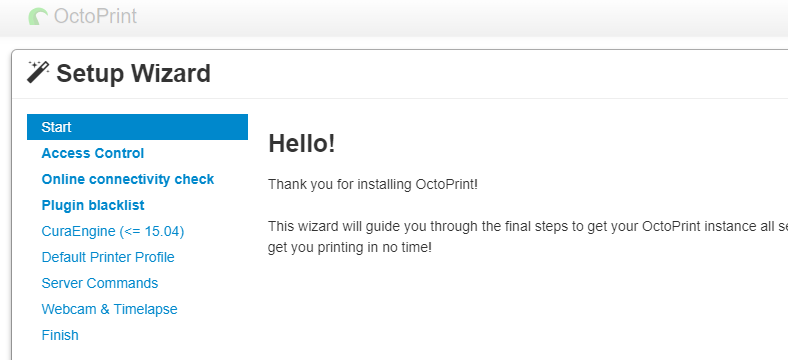 OctoPrint
Setup Wizard
Start
Access Control
Online connectivity check
Plugin blacklist
CuraEngine (<= 15.04)
Default Printer Profile
Server Commands
Webcam & Timelapse
Finish
Hello!
Thank you for installing OctoPrint!
This wizard will guide you through the final steps to get your OctoPrint instance all
get you printing in no time!